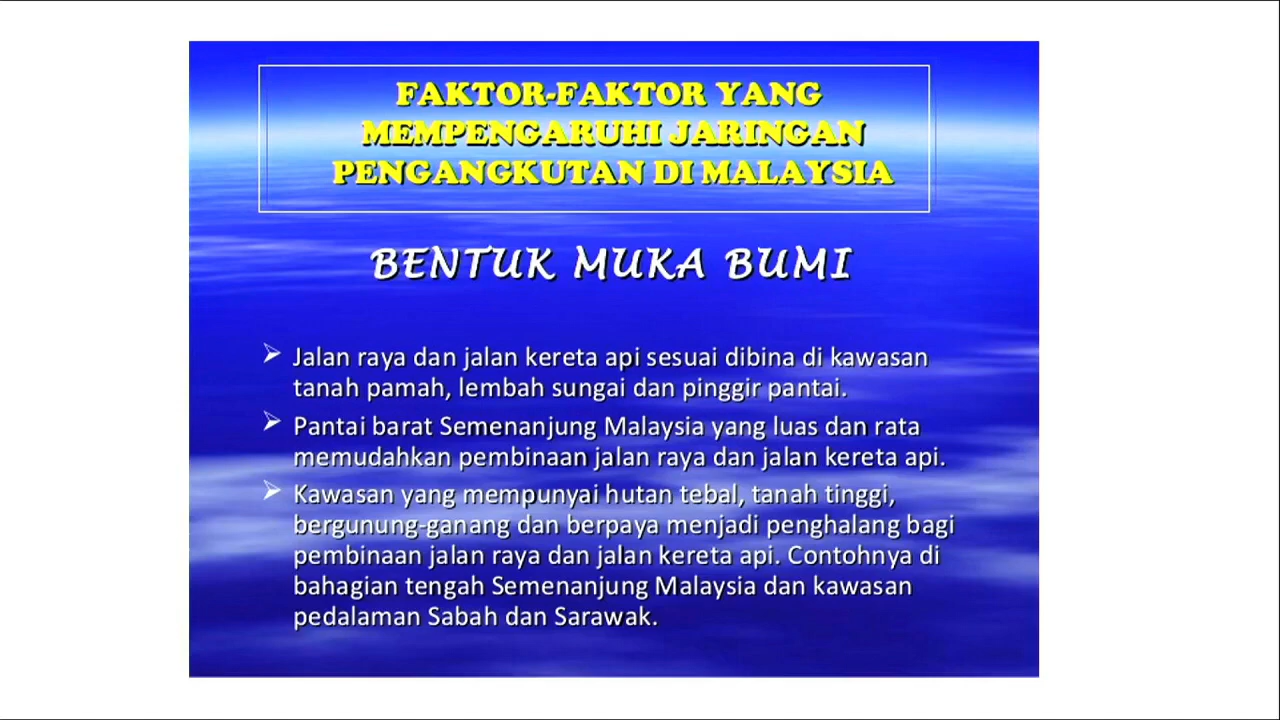 FAKTOR-FAKTOR YANG
MEMPENGARUHI JARINGAN
PENGANGKUTAN DI MALAYSIA
BENTUK MUKA BUMI
➢ Jalan raya dan jalan kereta api sesuai dibina di kawasan
tanah pamah, lembah sungai dan pinggir pantai.
➢ Pantai barat Semenanjung Malaysia yang luas dan rata
memudahkan pembinaan jalan raya dan jalan kereta api.
➢ Kawasan yang mempunyai hutan tebal, tanah tinggi,
bergunung-ganang dan berpaya menjadi penghalang bagi
pembinaan jalan raya dan jalan kereta api. Contohnya di
bahagian tengah Semenanjung Malaysia dan kawasan
pedalaman Sabah dan Sarawak.